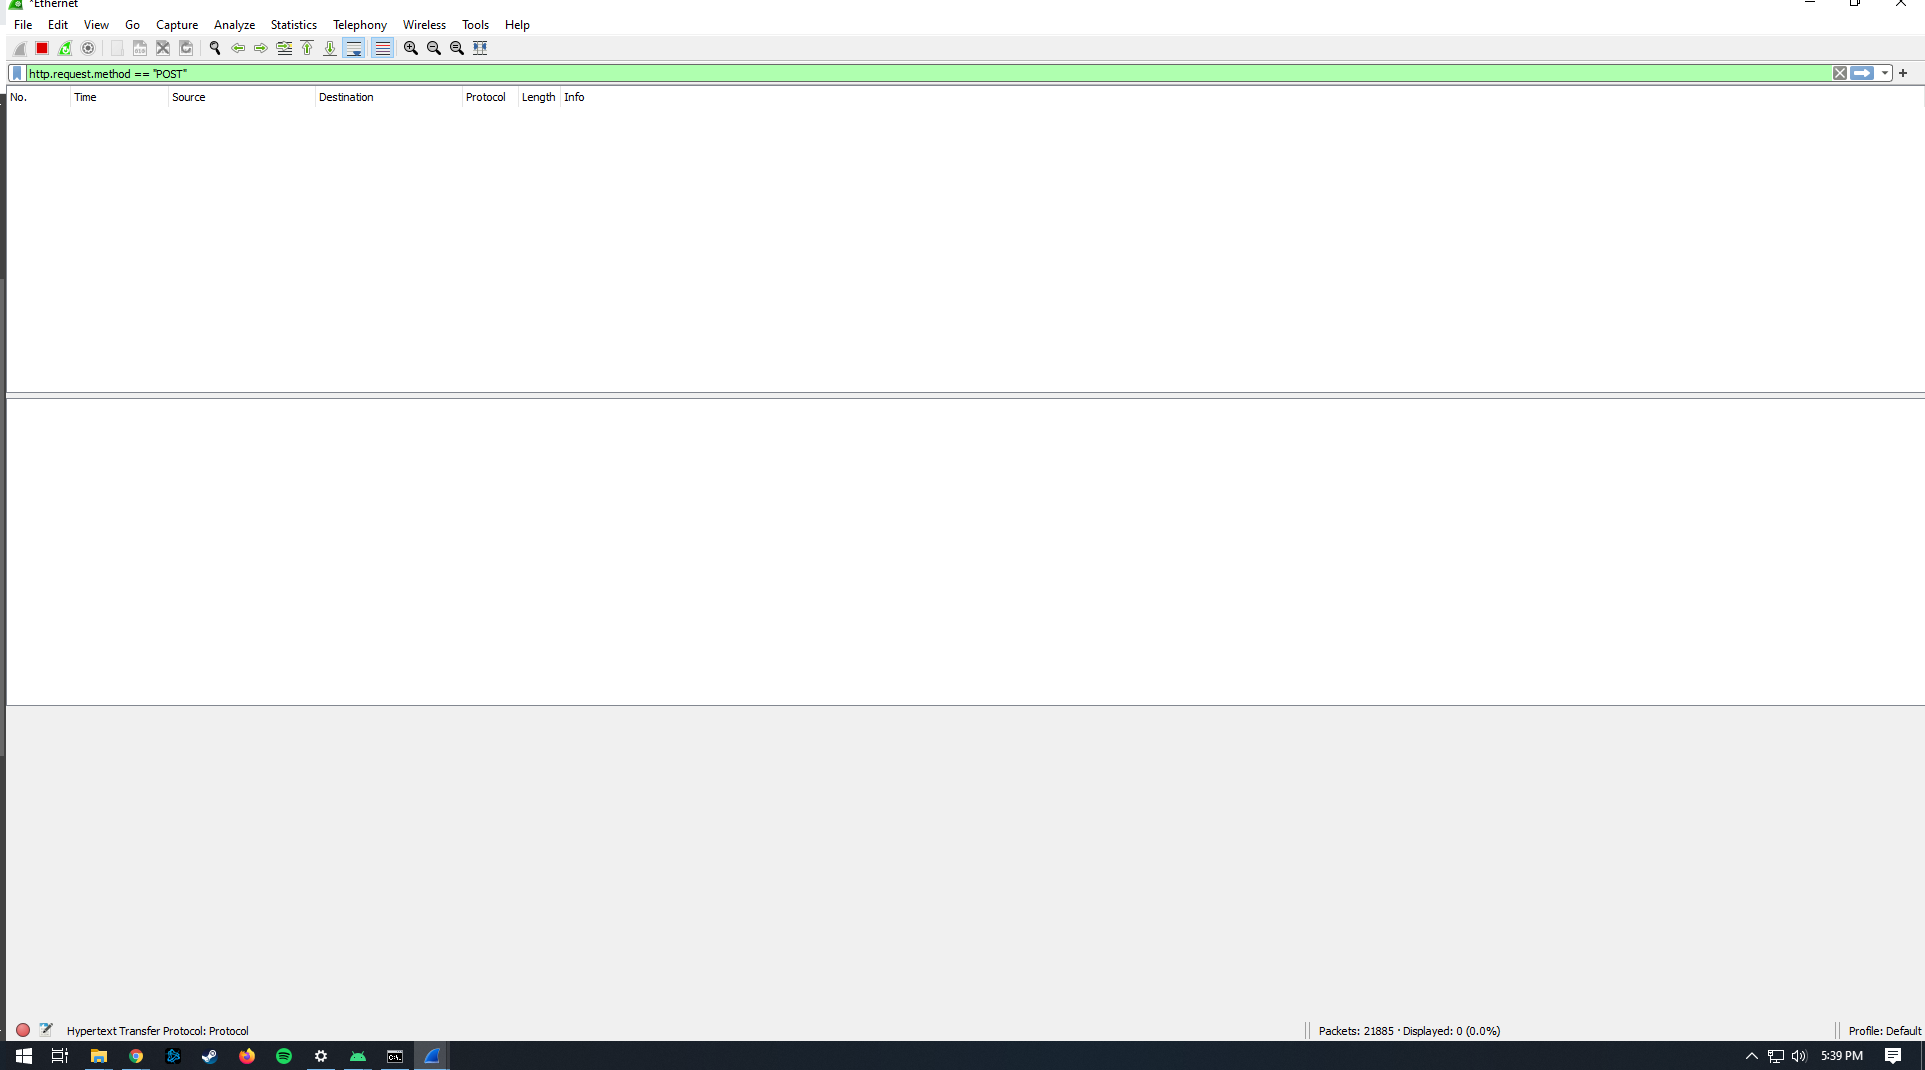 *Ethernet
File Edit View Go Capture Analyze Statistics Telephony Wireless Tools Help
http.request.method == "POST"
No. Time Source Destination Protocol Length Info
Hypertext Transfer Protocol: Protocol
Packets: 21885 · Displayed: 0 (0.0%)
Profile: Default
5:39 PM